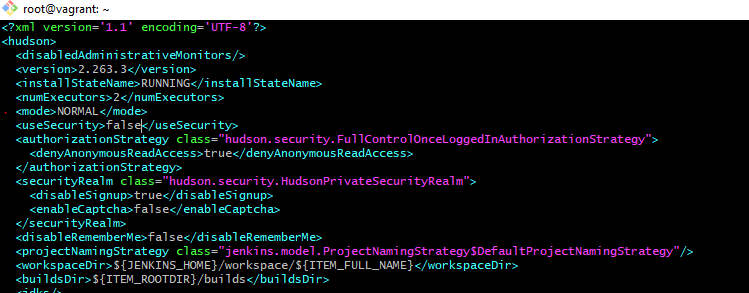 root@vagrant: ~
<?xml version='1.1' encoding='UTF-8'?>
<hudson>
  <disabledAdministrativeMonitors/>
  <version>2.263.3</version>
  <installStateName>RUNNING</installStateName>
  <numExecutors>2</numExecutors>
  <mode>NORMAL</mode>
  <useSecurity>false</useSecurity>
  <authorizationStrategy class="hudson.security.FullControlOnceLoggedInAuthorizationStrategy">
    <denyAnonymousReadAccess>true</denyAnonymousReadAccess>
  </authorizationStrategy>
  <securityRealm class="hudson.security.HudsonPrivateSecurityRealm">
    <disableSignup>true</disableSignup>
    <enableCaptcha>false</enableCaptcha>
  </securityRealm>
  <disableRememberMe>false</disableRememberMe>
  <projectNamingStrategy class="jenkins.model.ProjectNamingStrategy$DefaultProjectNamingStrategy"/>
  <workspaceDir>${JENKINS_HOME}/workspace/${ITEM_FULL_NAME}</workspaceDir>
  <buildsDir>${ITEM_ROOTDIR}/builds</buildsDir>
  <jdks/>